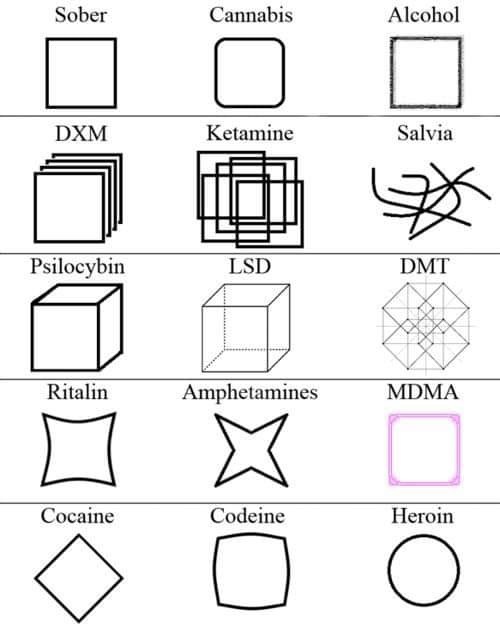 Sober Cannabis Alcohol
DXM Ketamine Salvia
Psilocybin LSD DMT
Ritalin Amphetamines MDMA
Cocaine Codeine Heroin